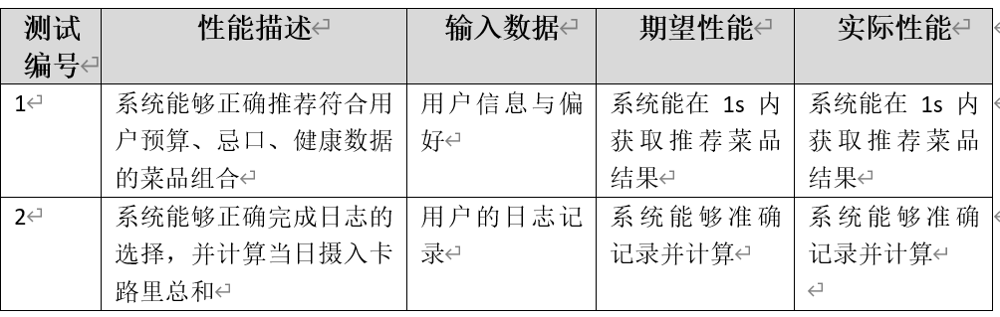 测试
编号
性能描述
输入数据
期望性能
实际性能
1
系统能够正确推荐符合用
户预算、忌口、健康数据
的菜品组合
用户信息与偏
好
系统能在 1s 内
获取推荐菜品
结果
系统能在 1s 内
获取推荐菜品
结果
2
系统能够正确完成日志的
选择，并计算当日摄入卡
路里总和
用户的日志记
录
系统能够准确
记录并计算
系统能够准确
记录并计算